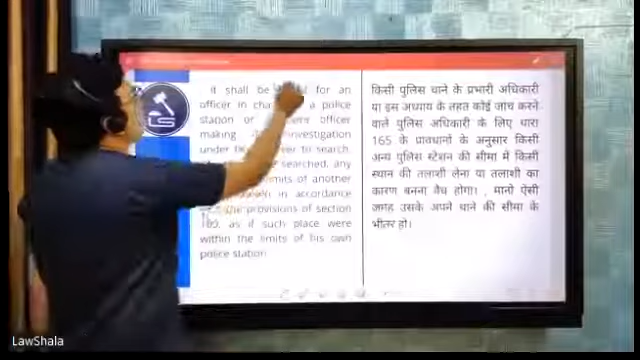 It shall be for an
officer in a police
station or officer
making investigation
under to search,
searched, any
limits of another
in accordance
the provisions of section
as if such place were
within the limits of his own
police station
किसी पुलिस थाने के प्रभारी अधिकारी
या इस अध्याय के तहत कोई जांच करने
वाले पुलिस अधिकारी के लिए धारा
165 के प्रावधानों के अनुसार किसी
अन्य पुलिस स्टेशन की सीमा में किसी
स्थान की तलाशी लेना या तलाशी का
कारण बनना वैध होगा। , मानो ऐसी
जगह उसके अपने थाने की सीमा के
भीतर हो।
LS
LawShala